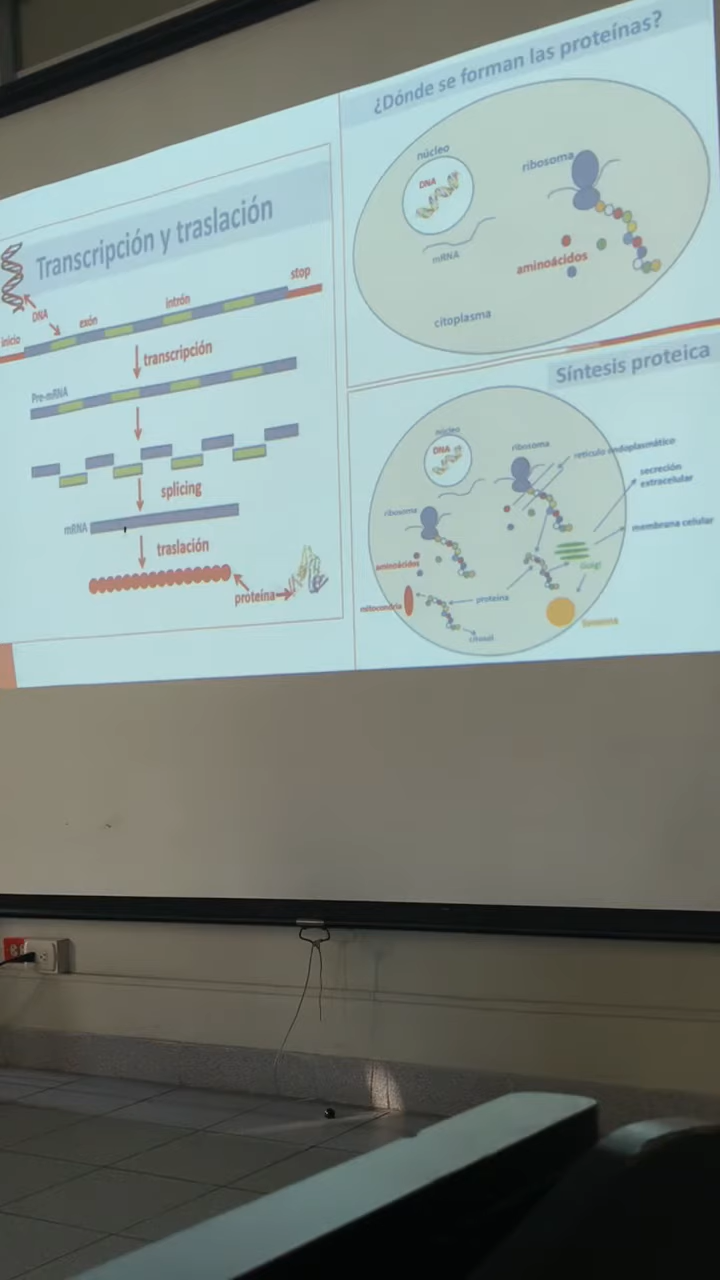 Transcripción y traslación
DNA
inicio
exón
intrón
stop
transcripción
Pre-mRNA
splicing
mRNA
traslación
proteína
¿Dónde se forman las proteínas?
núcleo
DNA
ribosoma
mRNA
aminoácidos
citoplasma
Síntesis proteica
núcleo
DNA
ribosoma
retículo endoplasmático
secreción
extracelular
ribosoma
membrana celular
Golgi
aminoácidos
mitocondria
proteína
citosol